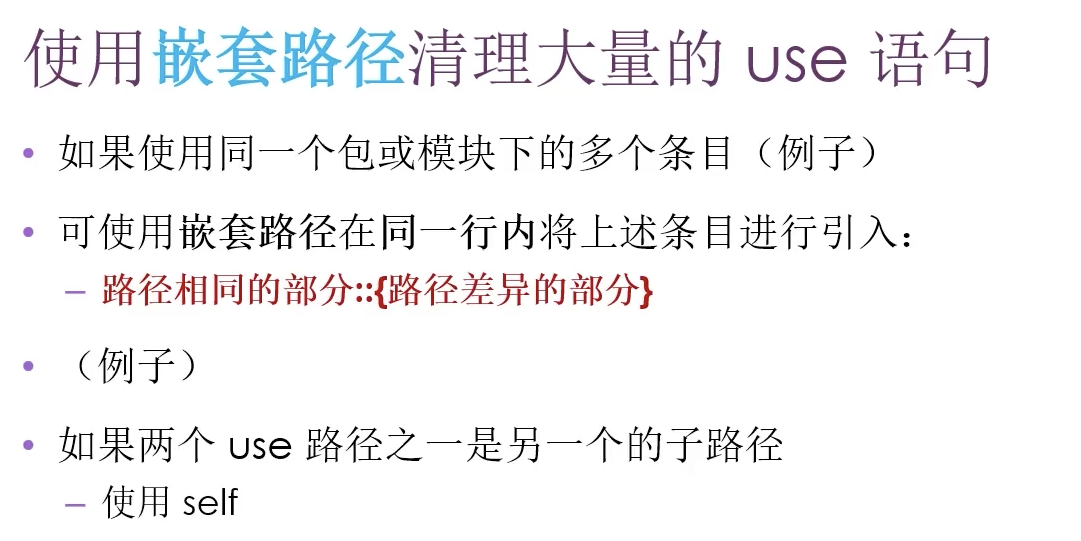 使用嵌套路径清理大量的 use 语句
• 如果使用同一个包或模块下的多个条目（例子）
• 可使用嵌套路径在同一行内将上述条目进行引入：
– 路径相同的部分::{路径差异的部分}
• （例子）
• 如果两个 use 路径之一是另一个的子路径
– 使用 self